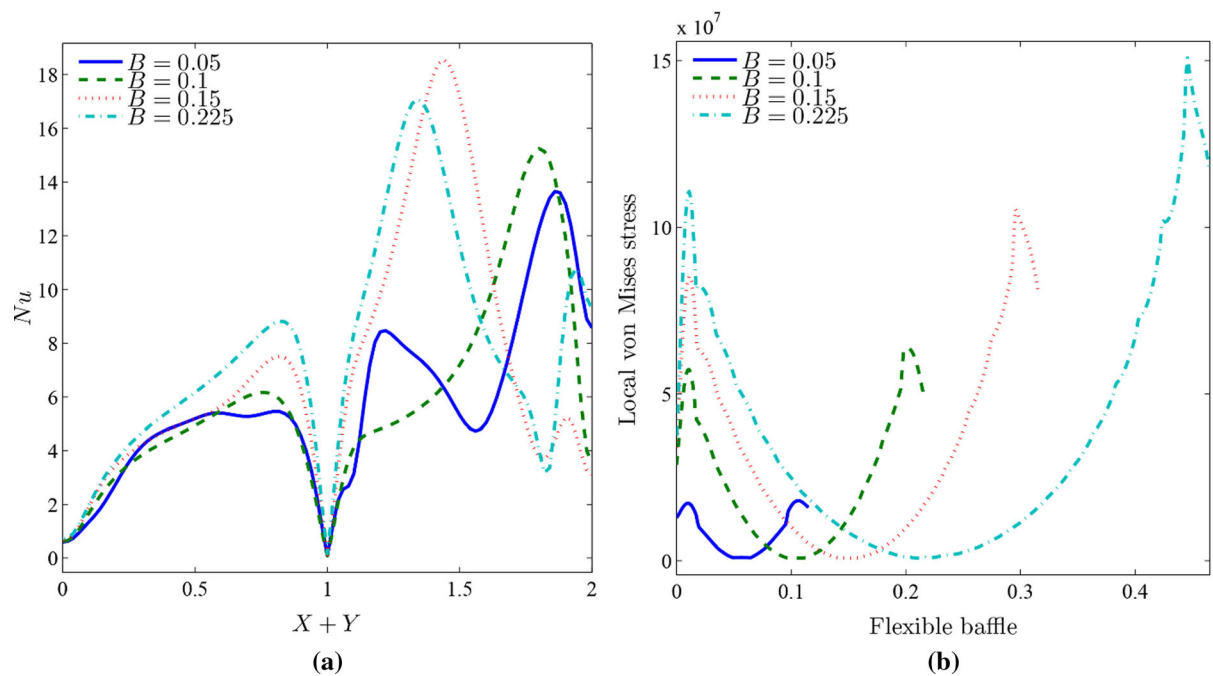 B = 0.05
B = 0.1
B = 0.15
B = 0.225
18
16
14
12
10
8
6
4
2
0
Nu
0
0.5
1
1.5
2
X + Y
(a)
x 10^7
B = 0.05
B = 0.1
B = 0.15
B = 0.225
15
10
5
0
Local von Mises stress
0
0.1
0.2
0.3
0.4
Flexible baffle
(b)